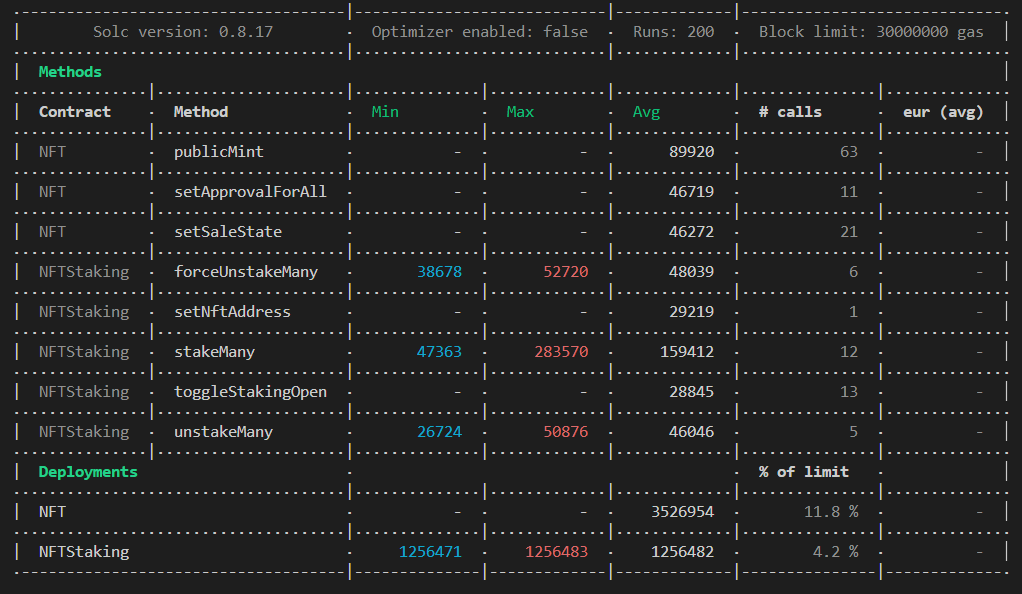 Solc version: 0.8.17 · Optimizer enabled: false · Runs: 200 · Block limit: 30000000 gas
Methods
Contract · Method · Min · Max · Avg · # calls · eur (avg)
NFT · publicMint · - · - · 89920 · 63 · -
NFT · setApprovalForAll · - · - · 46719 · 11 · -
NFT · setSaleState · - · - · 46272 · 21 · -
NFTStaking · forceUnstakeMany · 38678 · 52720 · 48039 · 6 · -
NFTStaking · setNftAddress · - · - · 29219 · 1 · -
NFTStaking · stakeMany · 47363 · 283570 · 159412 · 12 · -
NFTStaking · toggleStakingOpen · - · - · 28845 · 13 · -
NFTStaking · unstakeMany · 26724 · 50876 · 46046 · 5 · -
Deployments · · % of limit ·
NFT · - · - · 3526954 · 11.8 % · -
NFTStaking · 1256471 · 1256483 · 1256482 · 4.2 % · -